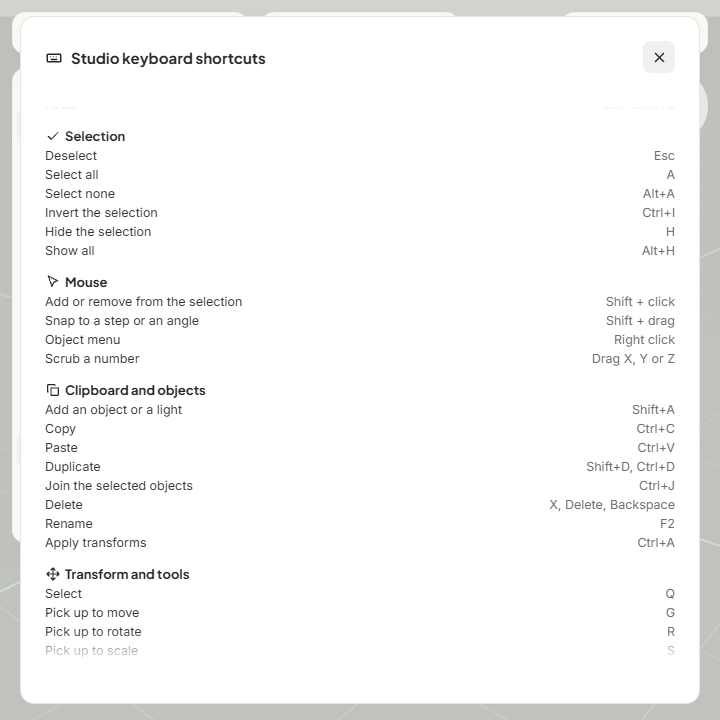 Studio keyboard shortcuts
Selection
Deselect Esc
Select all A
Select none Alt+A
Invert the selection Ctrl+I
Hide the selection H
Show all Alt+H
Mouse
Add or remove from the selection Shift + click
Snap to a step or an angle Shift + drag
Object menu Right click
Scrub a number Drag X, Y or Z
Clipboard and objects
Add an object or a light Shift+A
Copy Ctrl+C
Paste Ctrl+V
Duplicate Shift+D, Ctrl+D
Join the selected objects Ctrl+J
Delete X, Delete, Backspace
Rename F2
Apply transforms Ctrl+A
Transform and tools
Select Q
Pick up to move G
Pick up to rotate R
Pick up to scale S